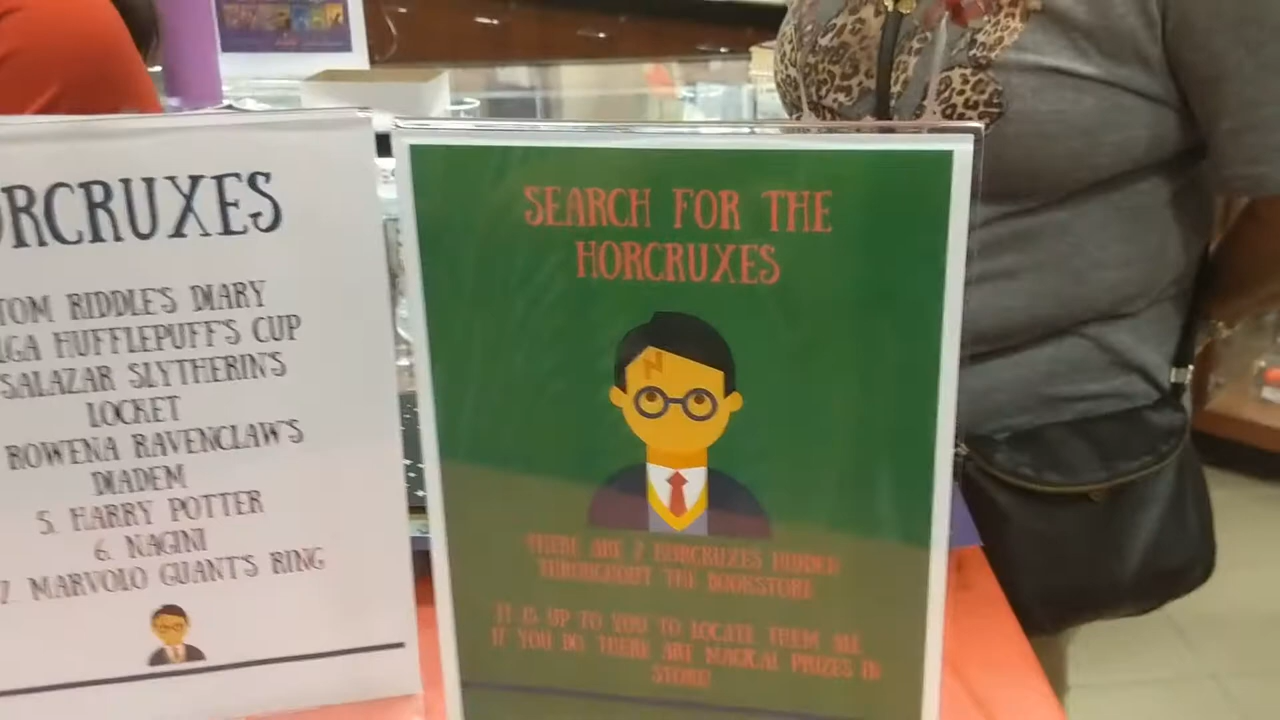 ORCRUXES
TOM RIDDLE'S DIARY
LGA HUFFLEPUFF'S CUP
SALAZAR SLYTHERIN'S
LOCKET
ROWENA RAVENCLAW'S
DIADEM
5. HARRY POTTER
6. NAGINI
7. MARVOLO GUANT'S RING
SEARCH FOR THE
HORCRUXES
THERE ARE 7 HORCRUXES HIDDEN
THROUGHOUT THE BOOKSTORE
IT IS UP TO YOU TO LOCATE THEM ALL
IF YOU DO THERE ARE MAGICAL PRIZES IN
STORE!